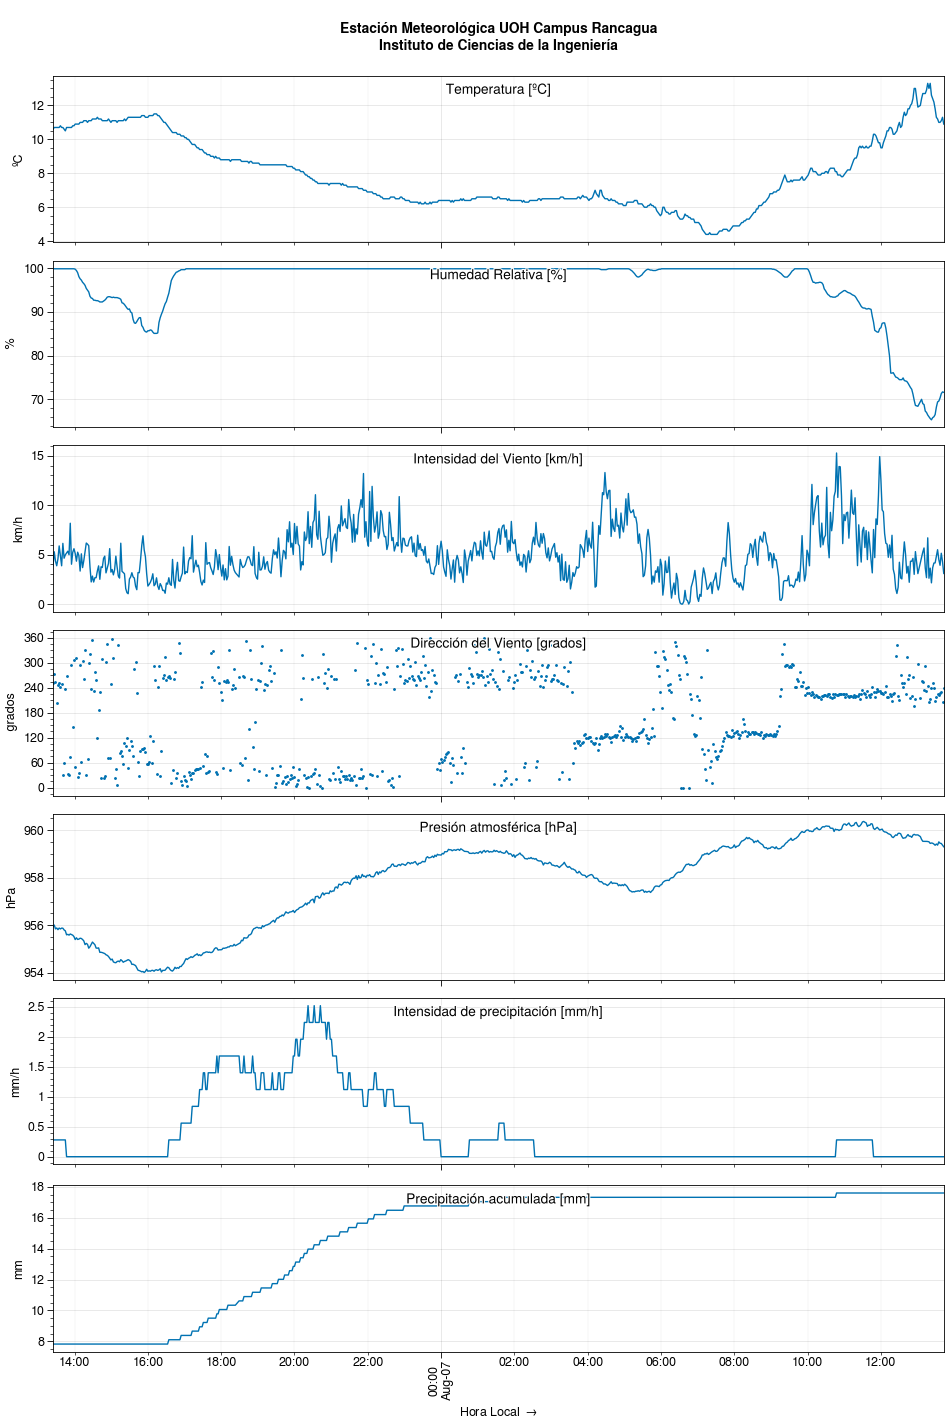 Estación Meteorológica UOH Campus Rancagua
Instituto de Ciencias de la Ingeniería
Temperatura [ºC]
ºC
12
10
8
6
4
Humedad Relativa [%]
%
100
90
80
70
Intensidad del Viento [km/h]
km/h
15
10
5
0
Dirección del Viento [grados]
grados
360
300
240
180
120
60
0
Presión atmosférica [hPa]
hPa
960
958
956
954
Intensidad de precipitación [mm/h]
mm/h
2.5
2
1.5
1
0.5
0
Precipitación acumulada [mm]
mm
18
16
14
12
10
8
14:00 16:00 18:00 20:00 22:00 00:00 02:00 04:00 06:00 08:00 10:00 12:00
Aug-07
Hora Local →